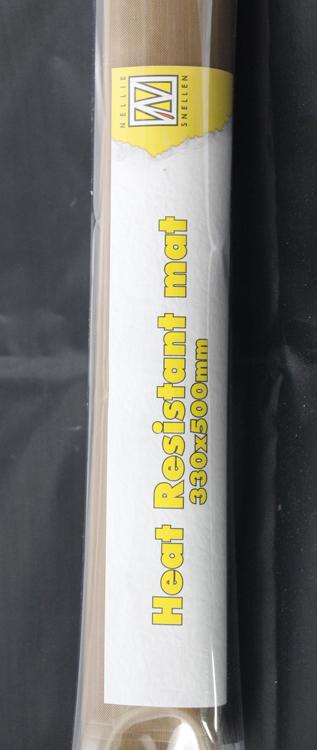 NELLIE
SNELLEN
Heat Resistant mat
330x500mm